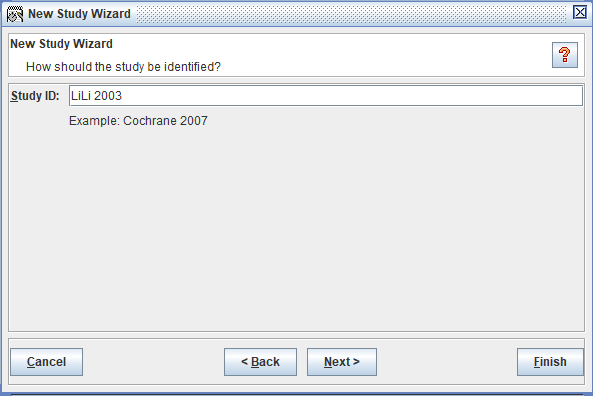 New Study Wizard
New Study Wizard
How should the study be identified?
?
Study ID: LiLi 2003
Example: Cochrane 2007
Cancel < Back Next > Finish